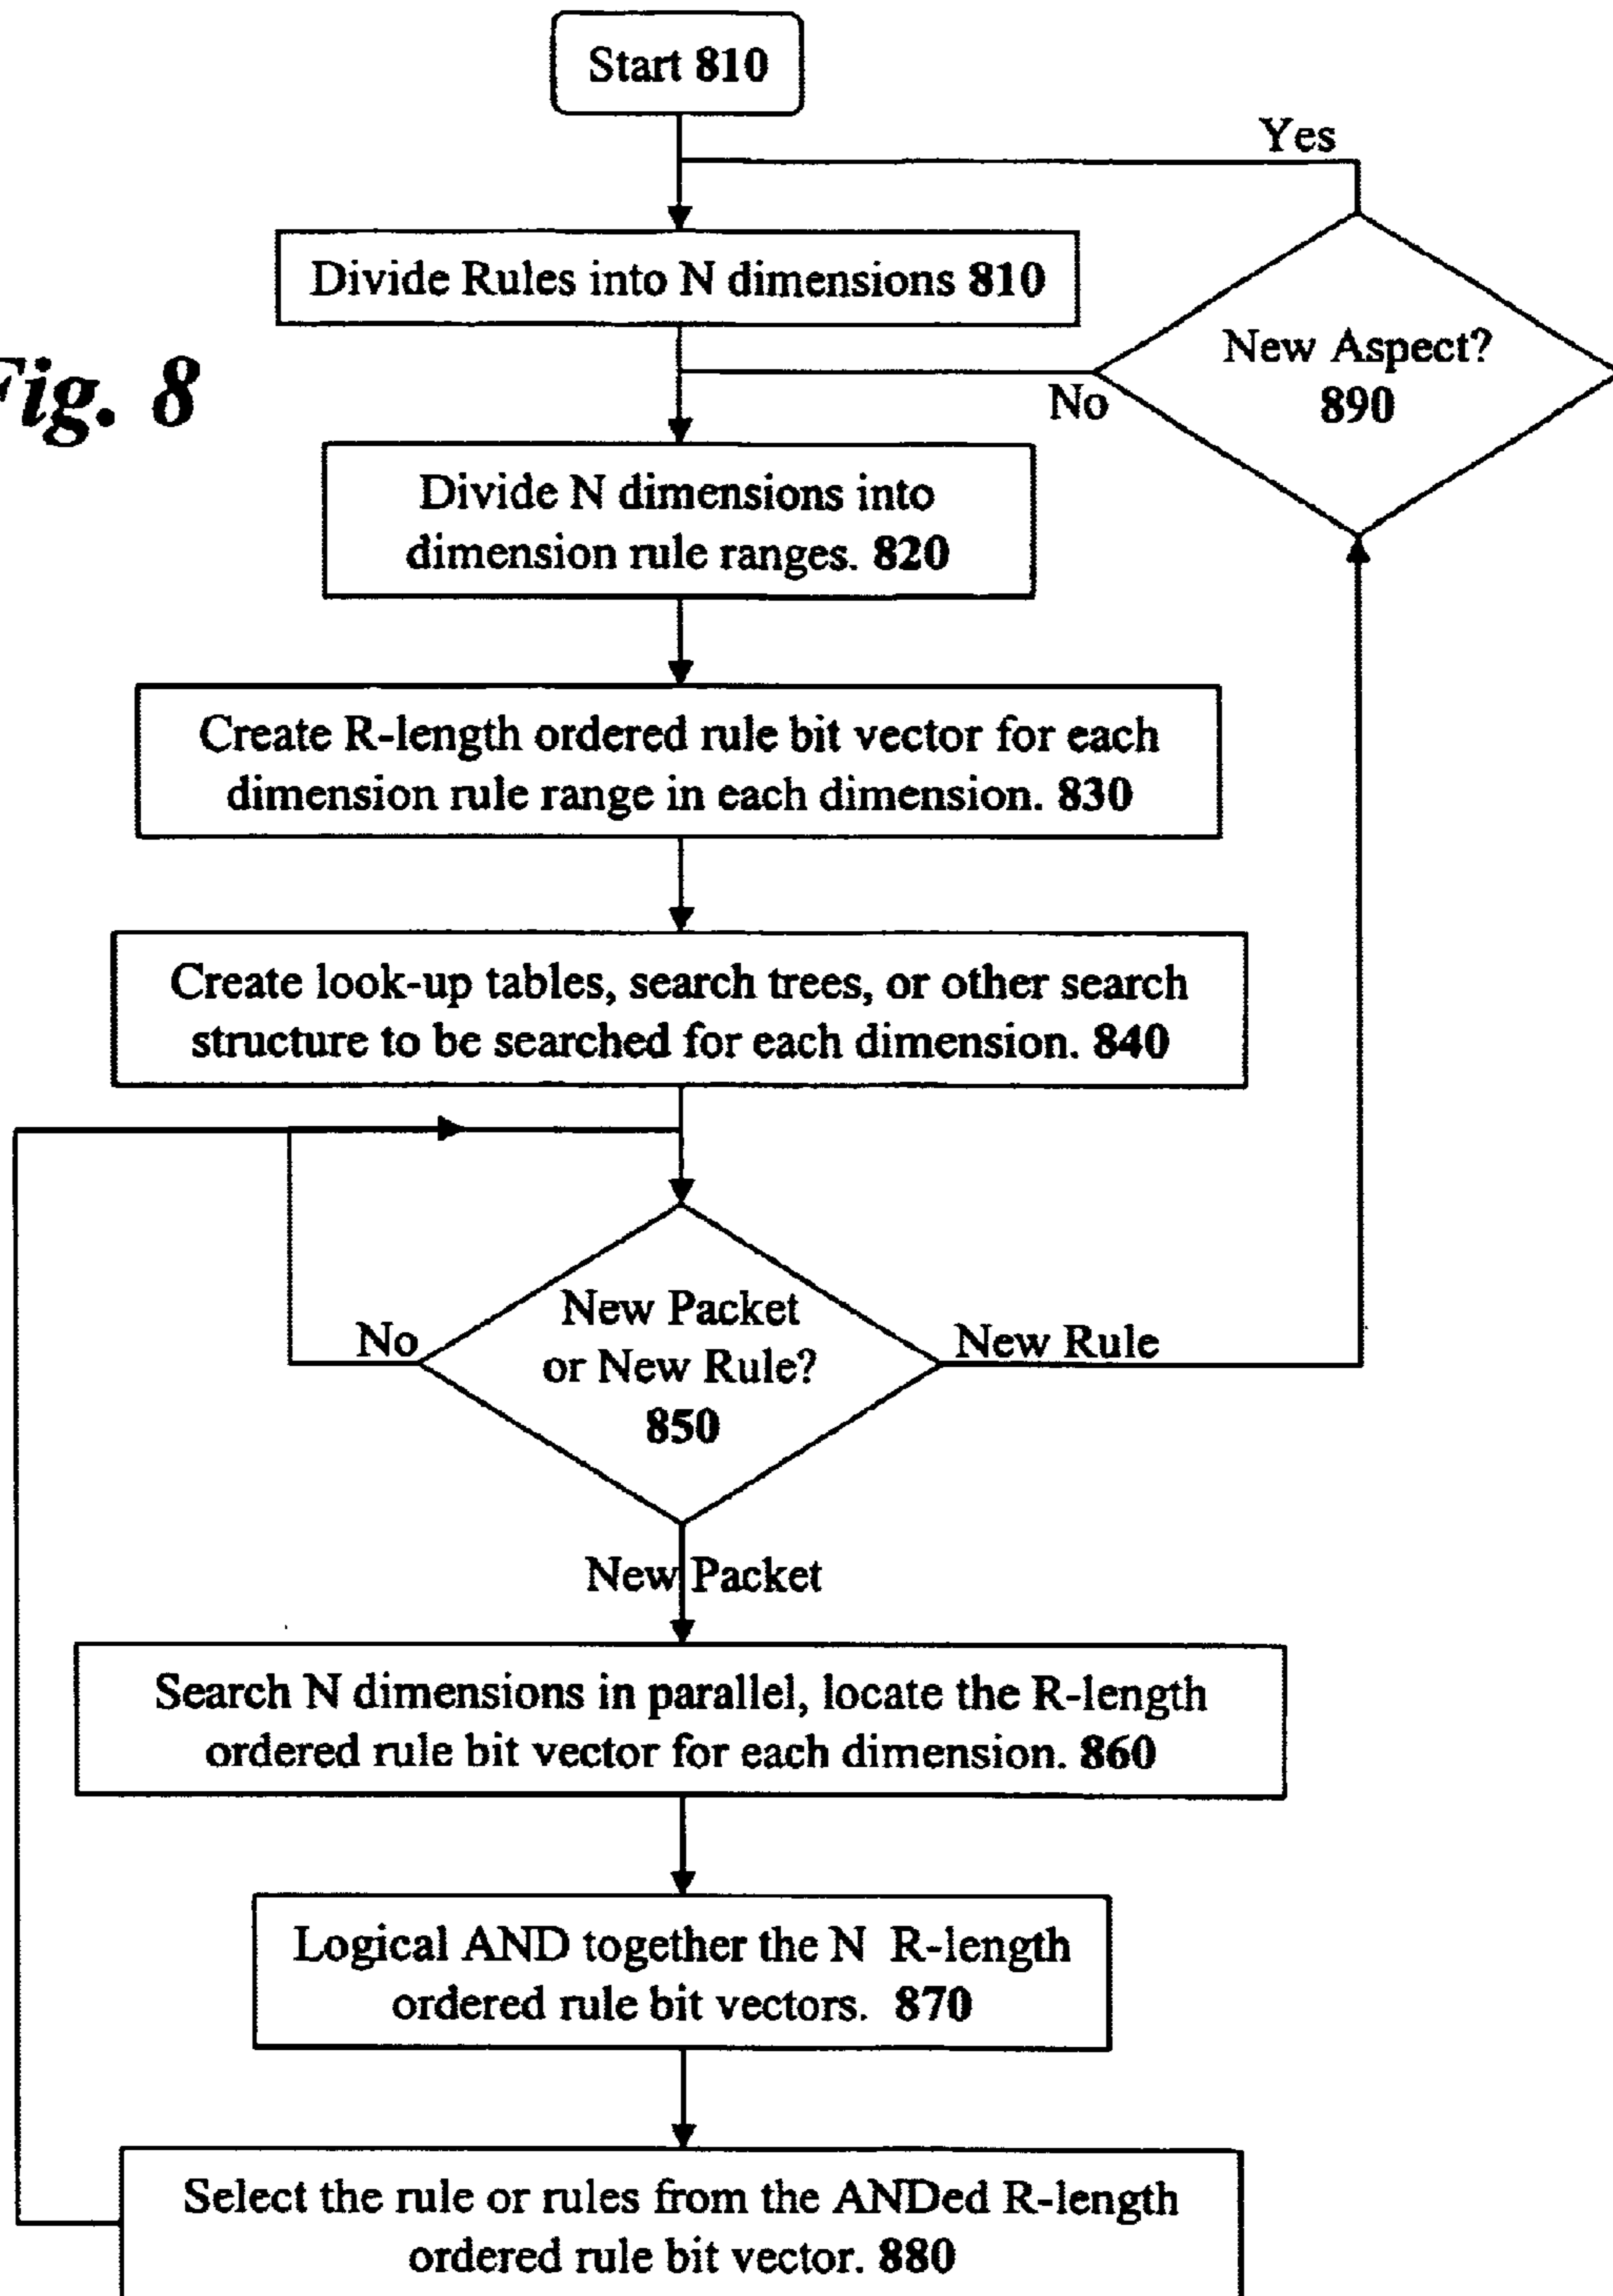 Start 810
Yes
Divide Rules into N dimensions 810
New Aspect?
890
Fig. 8
No
Divide N dimensions into
dimension rule ranges. 820
Create R-length ordered rule bit vector for each
dimension rule range in each dimension. 830
Create look-up tables, search trees, or other search
structure to be searched for each dimension. 840
New Packet
or New Rule?
850
No
New Rule
New Packet
Search N dimensions in parallel, locate the R-length
ordered rule bit vector for each dimension. 860
Logical AND together the N R-length
ordered rule bit vectors. 870
Select the rule or rules from the ANDed R-length
ordered rule bit vector. 880